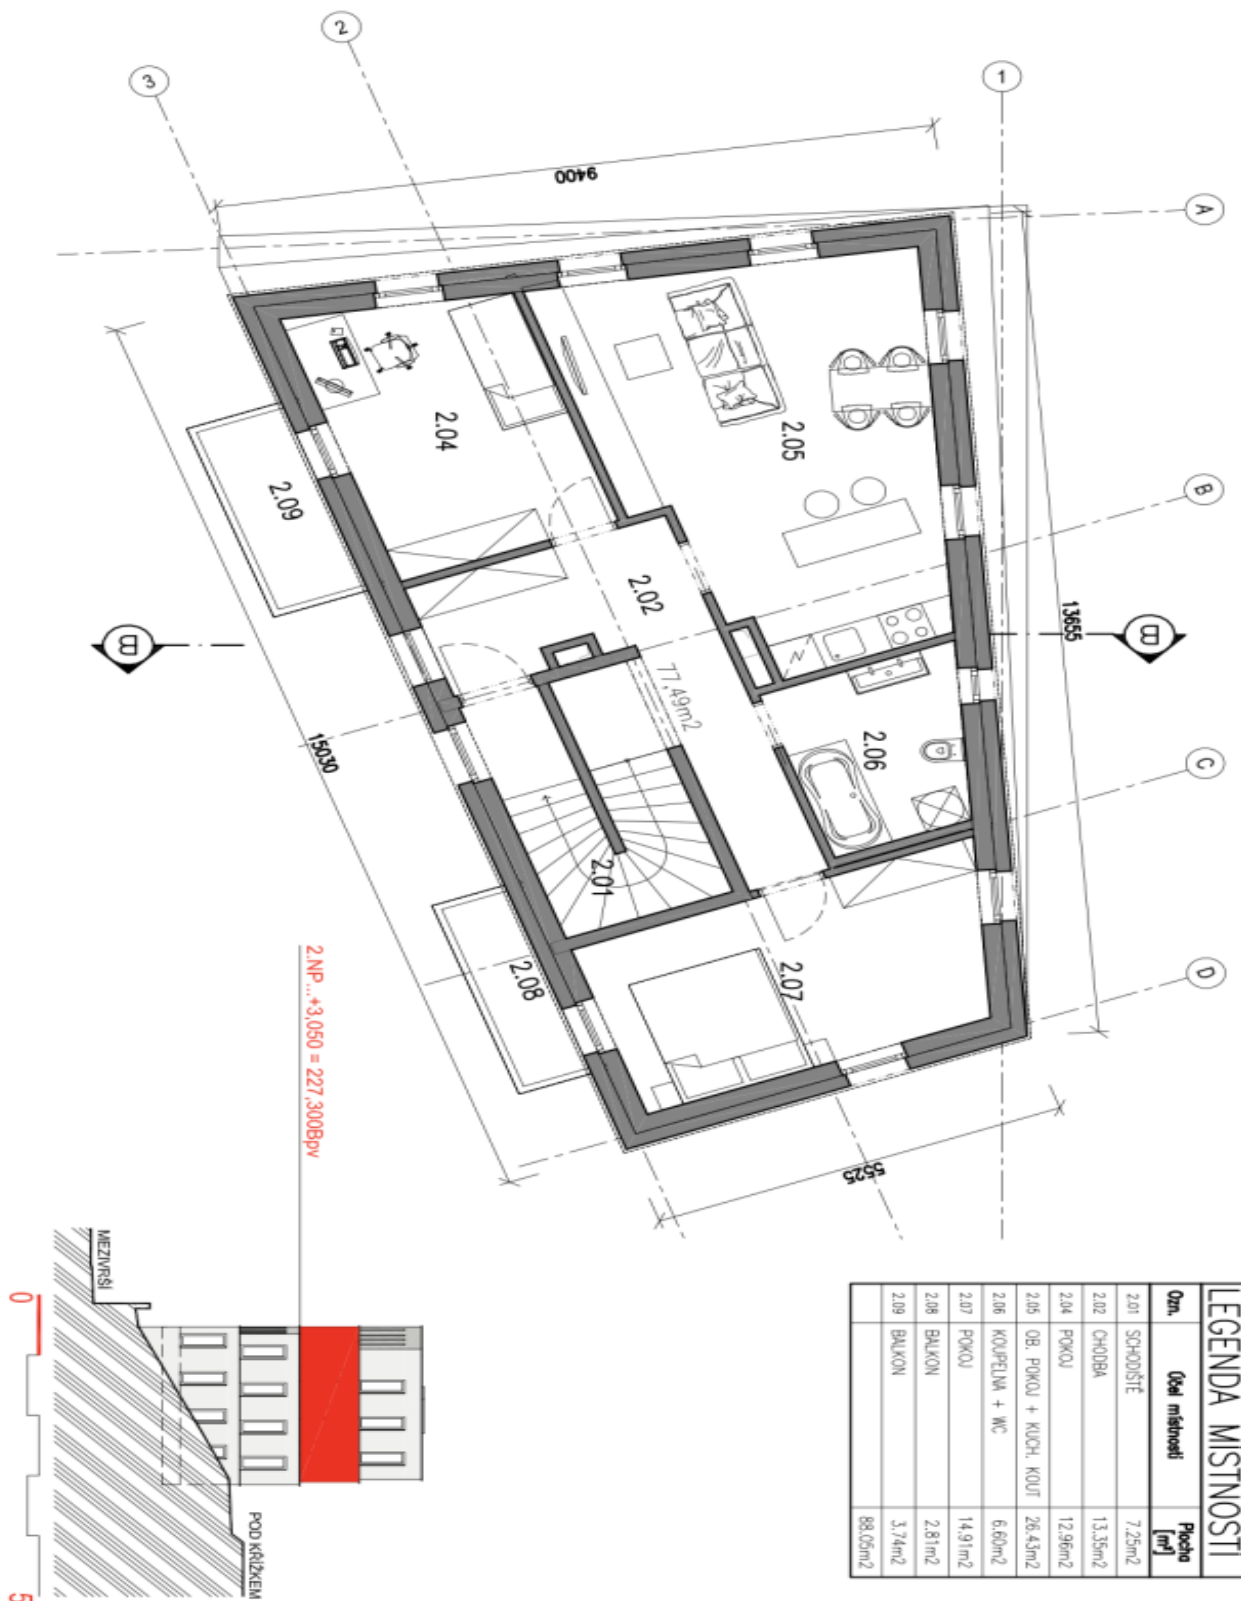 3
2
1
A
B
C
D
9400
13655
15030
5525
B
B
2.04
2.05
2.09
2.02
77,49m2
2.06
2.01
2.07
2.08
2.NP...+3,050 = 227,300Bpv
MEZIVRŠÍ
POD KŘÍŽKEM
0
5
LEGENDA MÍSTNOSTÍ
Ozn. Účel místnosti Plocha [m²]
2.01 SCHODIŠTĚ 7.25m2
2.02 CHODBA 13.35m2
2.04 POKOJ 12.96m2
2.05 OB. POKOJ + KUCH. KOUT 26.43m2
2.06 KOUPELNA + WC 6.60m2
2.07 POKOJ 14.91m2
2.08 BALKON 2.81m2
2.09 BALKON 3.74m2
88.05m2